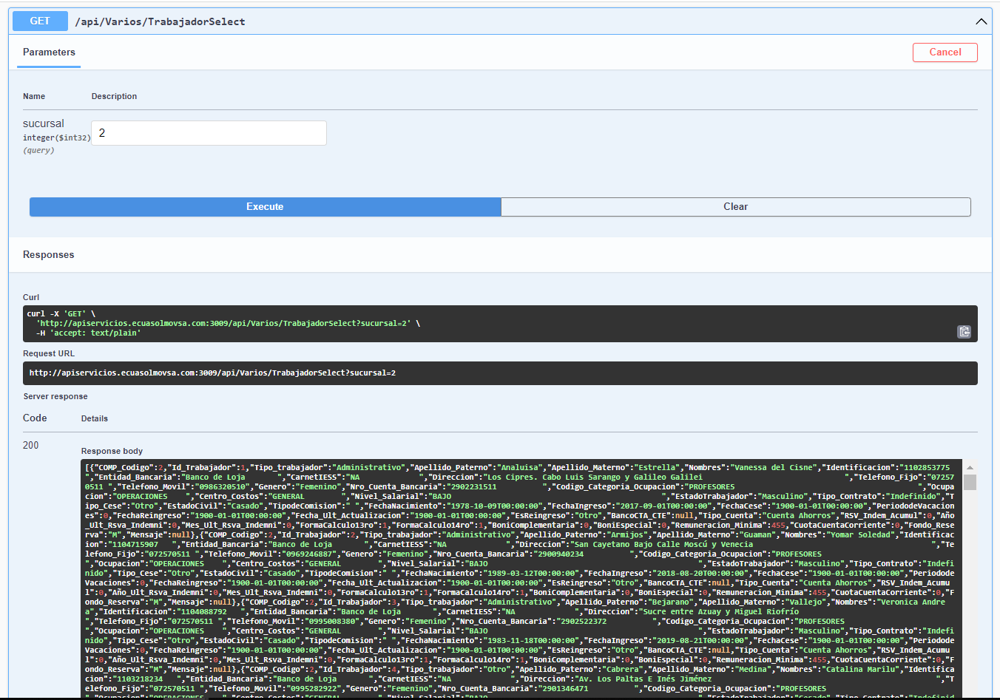 GET /api/Varios/TrabajadorSelect
Parameters
Cancel
Name Description
sucursal
integer($int32)
(query)
2
Execute
Clear
Responses
Curl
curl -X 'GET' \
'http://apiservicios.ecuasolmovsa.com:3009/api/Varios/TrabajadorSelect?sucursal=2' \
-H 'accept: text/plain'
Request URL
http://apiservicios.ecuasolmovsa.com:3009/api/Varios/TrabajadorSelect?sucursal=2
Server response
Code Details
200
Response body
[{"COMP_Codigo":2,"Id_Trabajador":1,"Tipo_trabajador":"Administrativo","Apellido_Paterno":"Analuisa","Apellido_Materno":"Estrella","Nombres":"Vanessa del Cisne","Identificacion":"1102853775
","Entidad_Bancaria":"Banco de Loja ","CarnetIESS":"NA ","Direccion":"Los Cipres. Cabo Luis Sarango y Galileo Galilei ","Telefono_Fijo":"07257
0511 ","Telefono_Movil":"0986320510","Genero":"Femenino","Nro_Cuenta_Bancaria":"2902231511 ","Codigo_Categoria_Ocupacion":"PROFESORES ","Ocupa
cion":"OPERACIONES ","Centro_Costos":"GENERAL ","Nivel_Salarial":"BAJO ","EstadoTrabajador":"Masculino","Tipo_Contrato":"Indefinido","T
ipo_Cese":"Otro","EstadoCivil":"Casado","TipodeComision":" ","FechaNacimiento":"1978-10-09T00:00:00","FechaIngreso":"2017-09-01T00:00:00","FechaCese":"1900-01-01T00:00:00","PeriododeVacacion
es":0,"FechaReingreso":"1900-01-01T00:00:00","Fecha_Ult_Actualizacion":"1900-01-01T00:00:00","EsReingreso":"Otro","BancoCTA_CTE":null,"Tipo_Cuenta":"Cuenta Ahorros","RSV_Indem_Acumul":0,"Año
_Ult_Rsva_Indemni":0,"Mes_Ult_Rsva_Indemni":0,"FormaCalculo13ro":1,"FormaCalculo14ro":1,"BoniComplementaria":0,"BoniEspecial":0,"Remuneracion_Minima":455,"CuotaCuentaCorriente":0,"Fondo_Rese
rva":"M","Mensaje":null},{"COMP_Codigo":2,"Id_Trabajador":2,"Tipo_trabajador":"Administrativo","Apellido_Paterno":"Armijos","Apellido_Materno":"Guaman","Nombres":"Yomar Soledad","Identificac
ion":"1104715907 ","Entidad_Bancaria":"Banco de Loja ","CarnetIESS":"NA ","Direccion":"San Cayetano Bajo Calle Moscú y Venecia ","Te
lefono_Fijo":"072570511 ","Telefono_Movil":"0969246887","Genero":"Femenino","Nro_Cuenta_Bancaria":"2900940234 ","Codigo_Categoria_Ocupacion":"PROFESORES
","Ocupacion":"OPERACIONES ","Centro_Costos":"GENERAL ","Nivel_Salarial":"BAJO ","EstadoTrabajador":"Masculino","Tipo_Contrato":"Indefi
nido","Tipo_Cese":"Otro","EstadoCivil":"Casado","TipodeComision":" ","FechaNacimiento":"1989-03-12T00:00:00","FechaIngreso":"2018-08-20T00:00:00","FechaCese":"1900-01-01T00:00:00","Periodode
Vacaciones":0,"FechaReingreso":"1900-01-01T00:00:00","Fecha_Ult_Actualizacion":"1900-01-01T00:00:00","EsReingreso":"Otro","BancoCTA_CTE":null,"Tipo_Cuenta":"Cuenta Ahorros","RSV_Indem_Acumu
l":0,"Año_Ult_Rsva_Indemni":0,"Mes_Ult_Rsva_Indemni":0,"FormaCalculo13ro":1,"FormaCalculo14ro":1,"BoniComplementaria":0,"BoniEspecial":0,"Remuneracion_Minima":455,"CuotaCuentaCorriente":0,"F
ondo_Reserva":"M","Mensaje":null},{"COMP_Codigo":2,"Id_Trabajador":3,"Tipo_trabajador":"Administrativo","Apellido_Paterno":"Bejarano","Apellido_Materno":"Vallejo","Nombres":"Veronica Andre
a","Identificacion":"1104088792 ","Entidad_Bancaria":"Banco de Loja ","CarnetIESS":"NA ","Direccion":"Sucre entre Azuay y Miguel Riofrío
","Telefono_Fijo":"072570511 ","Telefono_Movil":"0995008380","Genero":"Femenino","Nro_Cuenta_Bancaria":"2902522372 ","Codigo_Categoria_Ocupacion":"PROFESORES
","Ocupacion":"OPERACIONES ","Centro_Costos":"GENERAL ","Nivel_Salarial":"BAJO ","EstadoTrabajador":"Masculino","Tipo_Contrato":"Indefi
nido","Tipo_Cese":"Otro","EstadoCivil":"Casado","TipodeComision":" ","FechaNacimiento":"1983-11-18T00:00:00","FechaIngreso":"2019-08-21T00:00:00","FechaCese":"1900-01-01T00:00:00","Periodode
Vacaciones":0,"FechaReingreso":"1900-01-01T00:00:00","Fecha_Ult_Actualizacion":"1900-01-01T00:00:00","EsReingreso":"Otro","BancoCTA_CTE":null,"Tipo_Cuenta":"Cuenta Ahorros","RSV_Indem_Acumu
l":0,"Año_Ult_Rsva_Indemni":0,"Mes_Ult_Rsva_Indemni":0,"FormaCalculo13ro":1,"FormaCalculo14ro":1,"BoniComplementaria":0,"BoniEspecial":0,"Remuneracion_Minima":455,"CuotaCuentaCorriente":0,"F
ondo_Reserva":"M","Mensaje":null},{"COMP_Codigo":2,"Id_Trabajador":4,"Tipo_trabajador":"Otro","Apellido_Paterno":"Cabrera","Apellido_Materno":"Medina","Nombres":"Catalina Marilu","Identifica
cion":"1103218234 ","Entidad_Bancaria":"Banco de Loja ","CarnetIESS":"NA ","Direccion":"Av. Los Paltas E Inés Jiménez ","T
elefono_Fijo":"072570511 ","Telefono_Movil":"0995282922","Genero":"Femenino","Nro_Cuenta_Bancaria":"2901346471 ","Codigo_Categoria_Ocupacion":"PROFESORES
","Ocupacion":"OPERACIONES ","Centro_Costos":"GENERAL ","Nivel_Salarial":"BAJO ","EstadoTrabajador":"Casado","Tipo_Contrato":"Indefinid